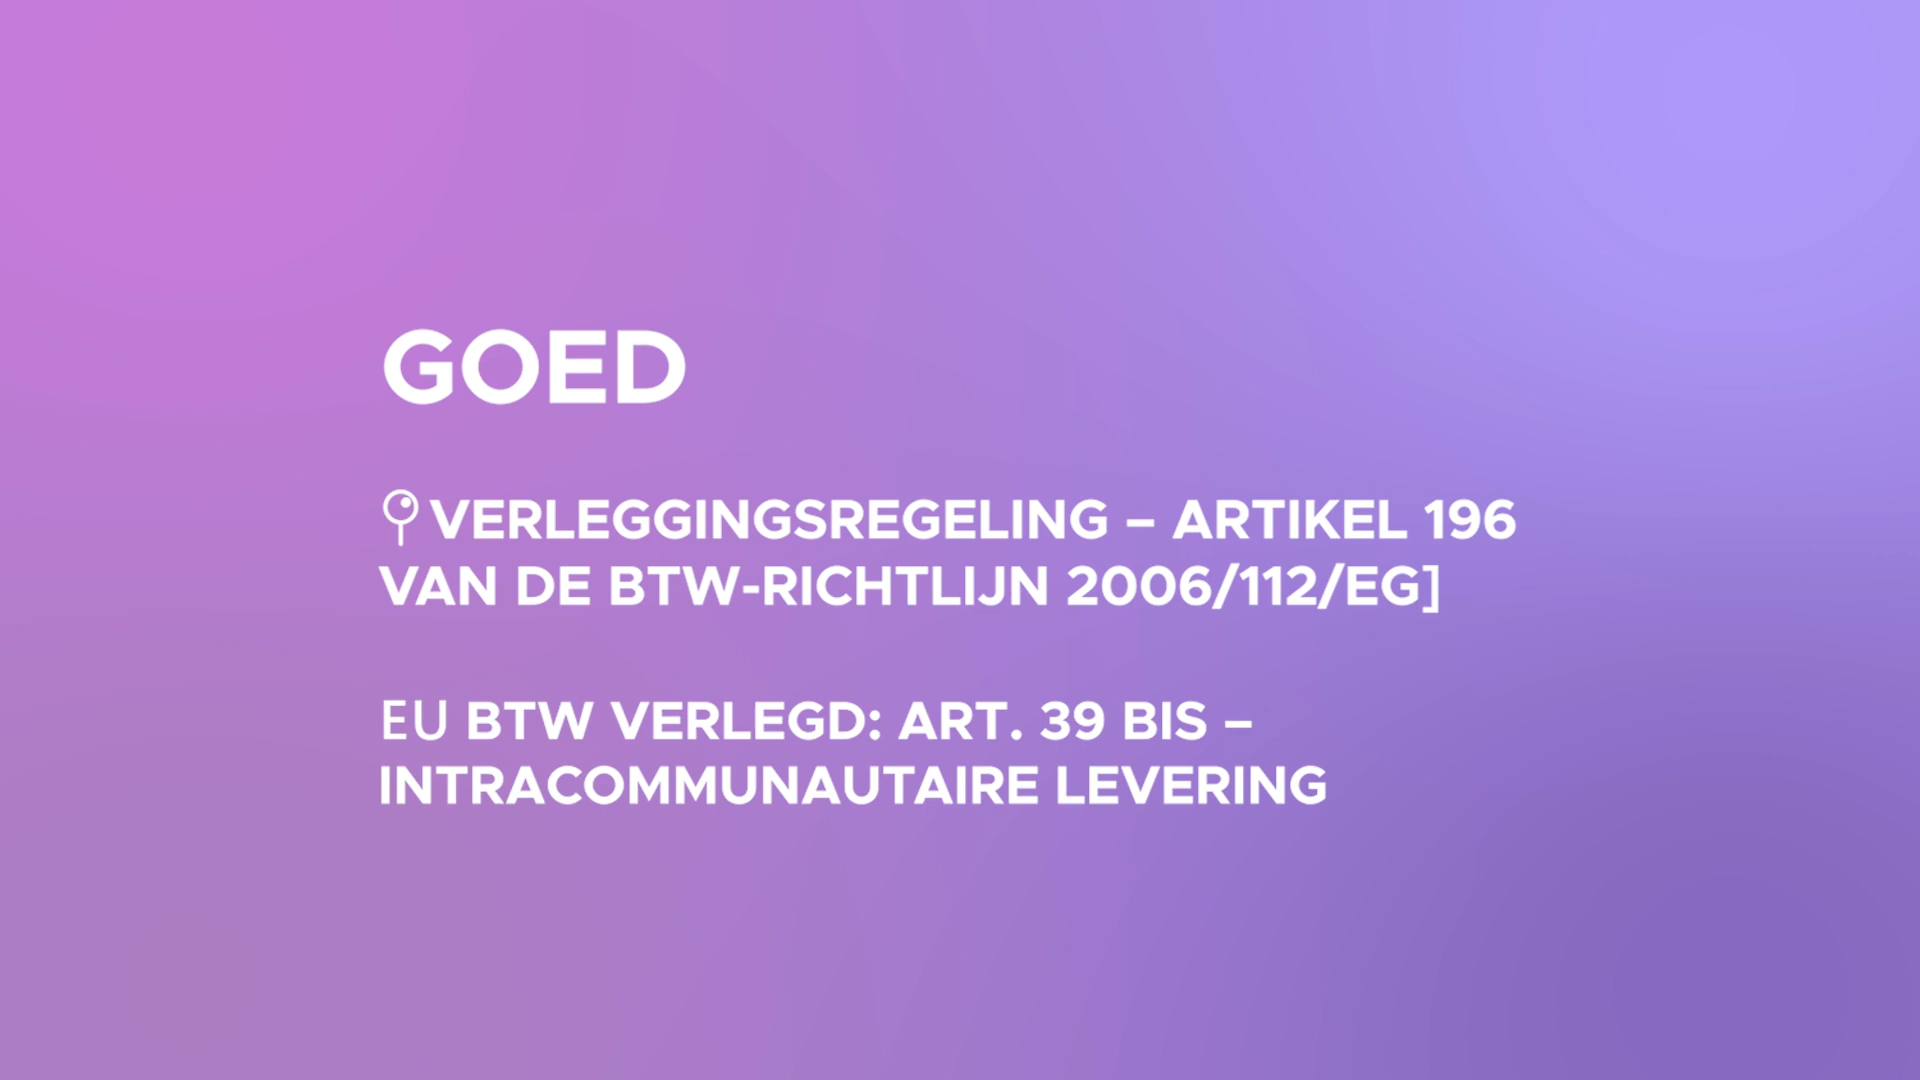 GOED
📍VERLEGGINGSREGELING – ARTIKEL 196
VAN DE BTW-RICHTLIJN 2006/112/EG]
EU BTW VERLEGD: ART. 39 BIS –
INTRACOMMUNAUTAIRE LEVERING